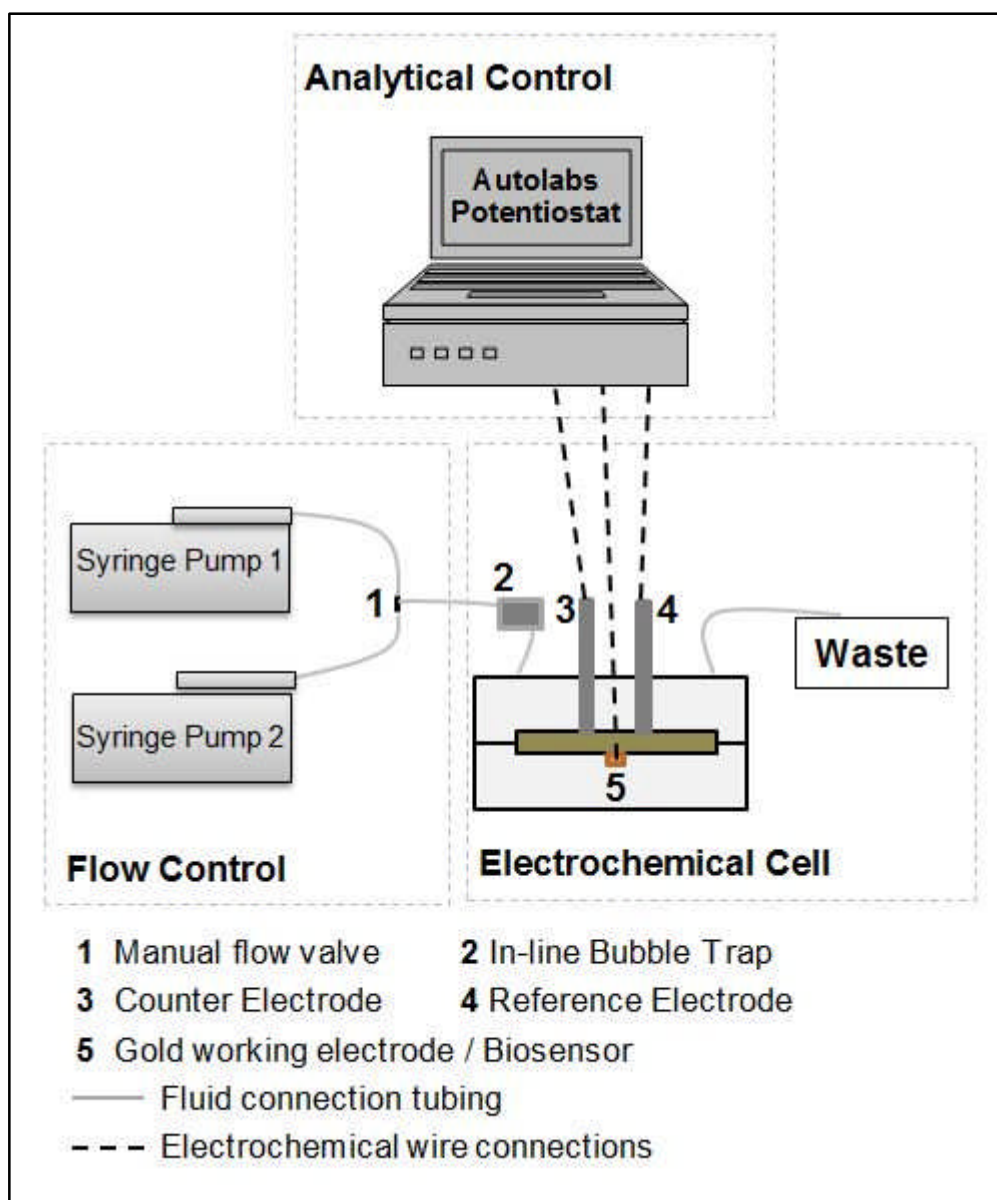 Analytical Control
Autolabs
Potentiostat
Syringe Pump 1
Syringe Pump 2
1
2
3
4
5
Waste
Flow Control
Electrochemical Cell
1 Manual flow valve
2 In-line Bubble Trap
3 Counter Electrode
4 Reference Electrode
5 Gold working electrode / Biosensor
Fluid connection tubing
Electrochemical wire connections